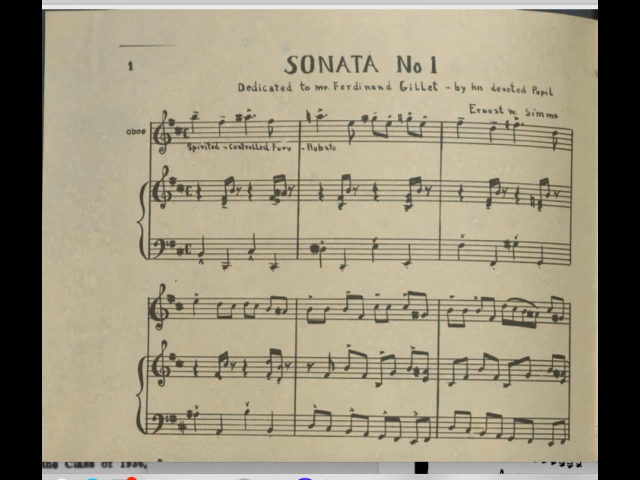 1
SONATA No 1
Dedicated to mr. Ferdinand Gillet - by his devoted Pupil
Ernest W. Simms
oboe
Spirited - Controlled Fury - Rubato
the Class of 1936,